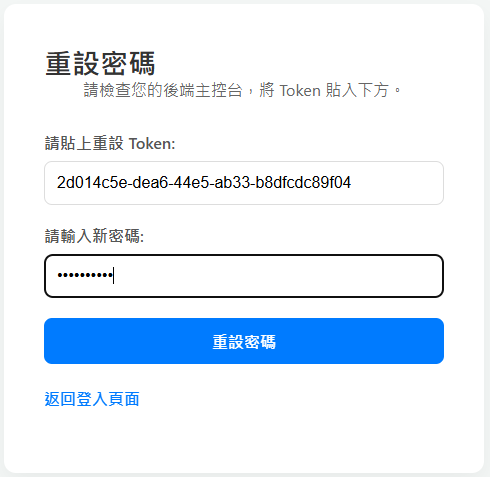 重設密碼
請檢查您的後端主控台，將 Token 貼入下方。
請貼上重設 Token:
2d014c5e-dea6-44e5-ab33-b8dfcdc89f04
請輸入新密碼:
••••••••••
重設密碼
返回登入頁面